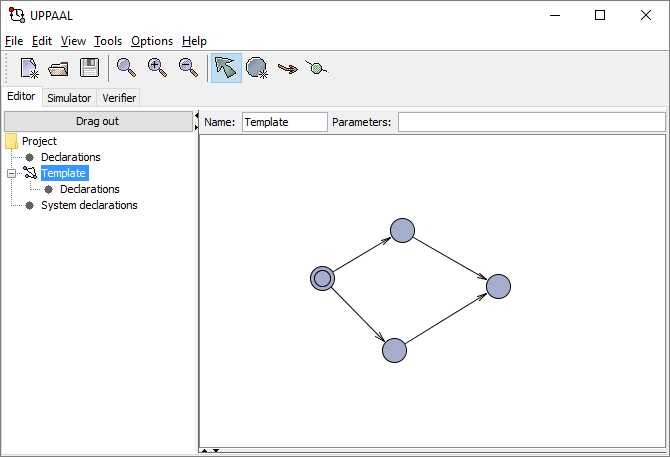 UPPAAL
File Edit View Tools Options Help
Editor Simulator Verifier
Drag out
Name: Template Parameters:
Project
Declarations
Template
Declarations
System declarations